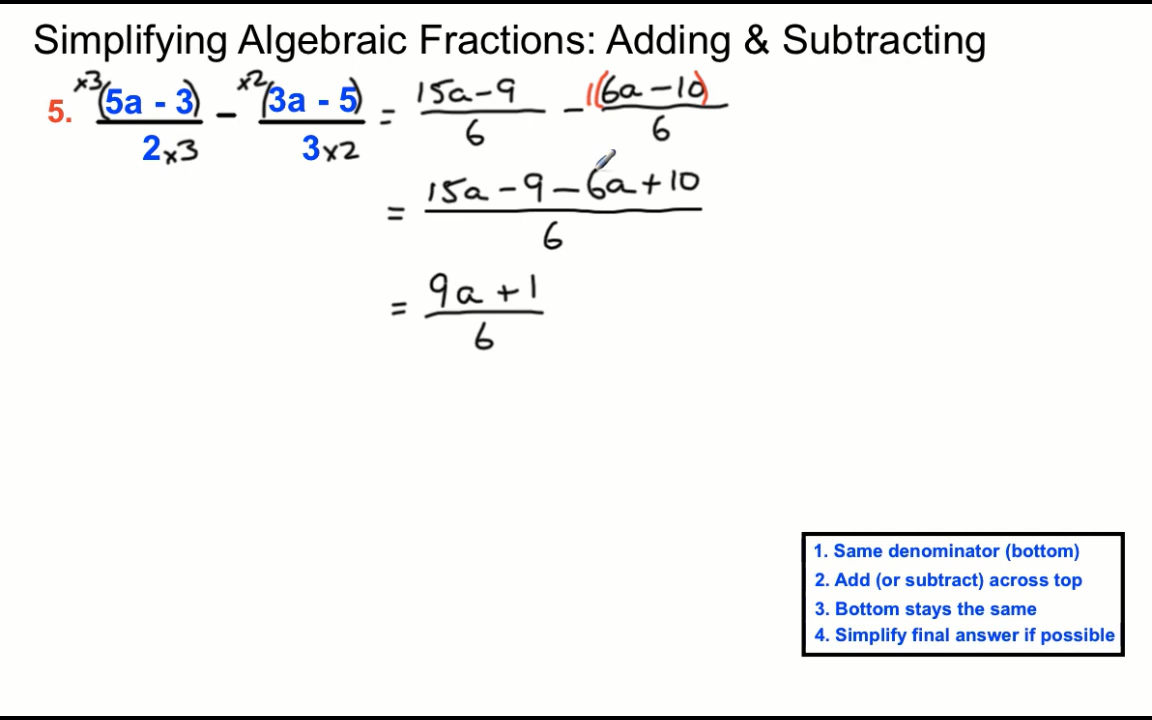 Simplifying Algebraic Fractions: Adding & Subtracting
5. ×3(5a - 3)/2×3 - ×2(3a - 5)/3×2 = 15a-9/6 - 1(6a-10)/6
= 15a-9-6a+10/6
= 9a+1/6
1. Same denominator (bottom)
2. Add (or subtract) across top
3. Bottom stays the same
4. Simplify final answer if possible